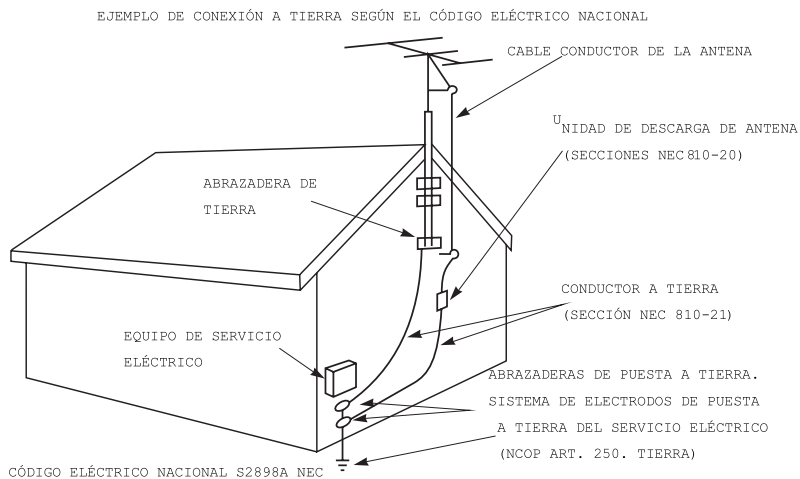 EJEMPLO DE CONEXIÓN A TIERRA SEGÚN EL CÓDIGO ELÉCTRICO NACIONAL
CABLE CONDUCTOR DE LA ANTENA
UNIDAD DE DESCARGA DE ANTENA
(SECCIONES NEC 810-20)
ABRAZADERA DE
TIERRA
CONDUCTOR A TIERRA
(SECCIÓN NEC 810-21)
EQUIPO DE SERVICIO
ELÉCTRICO
ABRAZADERAS DE PUESTA A TIERRA.
SISTEMA DE ELECTRODOS DE PUESTA
A TIERRA DEL SERVICIO ELÉCTRICO
(NCOP ART. 250. TIERRA)
CÓDIGO ELÉCTRICO NACIONAL S2898A NEC